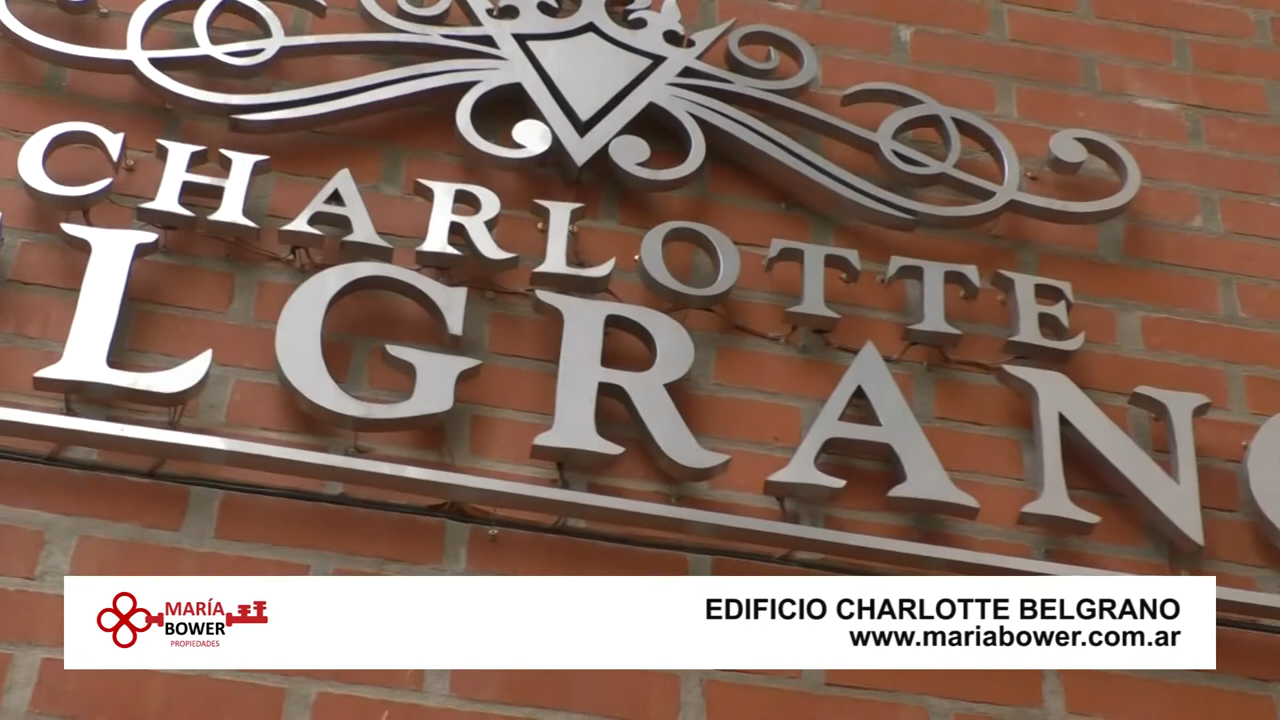 CHARLOTTE
LGRANO
MARÍA
BOWER
PROPIEDADES
EDIFICIO CHARLOTTE BELGRANO
www.mariabower.com.ar